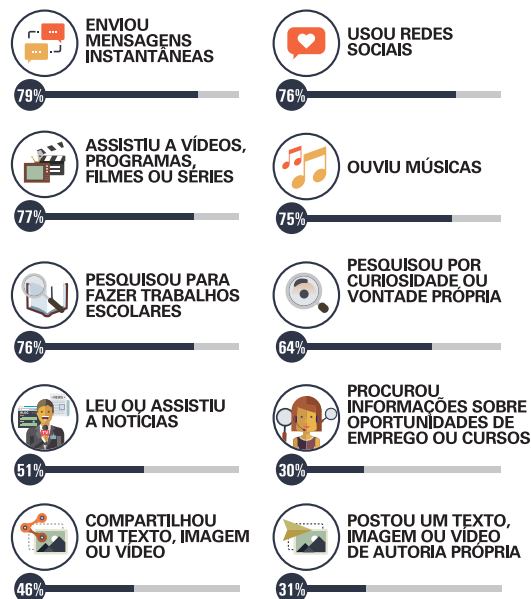 ENVIOU
MENSAGENS
INSTANTÂNEAS
79%
USOU REDES
SOCIAIS
76%
ASSISTIU A VÍDEOS,
PROGRAMAS,
FILMES OU SÉRIES
77%
OUVIU MÚSICAS
75%
PESQUISOU PARA
FAZER TRABALHOS
ESCOLARES
76%
PESQUISOU POR
CURIOSIDADE OU
VONTADE PRÓPRIA
64%
LEU OU ASSISTIU
A NOTÍCIAS
51%
PROCUROU
INFORMAÇÕES SOBRE
OPORTUNIDADES DE
EMPREGO OU CURSOS
30%
COMPARTILHOU
UM TEXTO, IMAGEM
OU VÍDEO
46%
POSTOU UM TEXTO,
IMAGEM OU VÍDEO
DE AUTORIA PRÓPRIA
31%